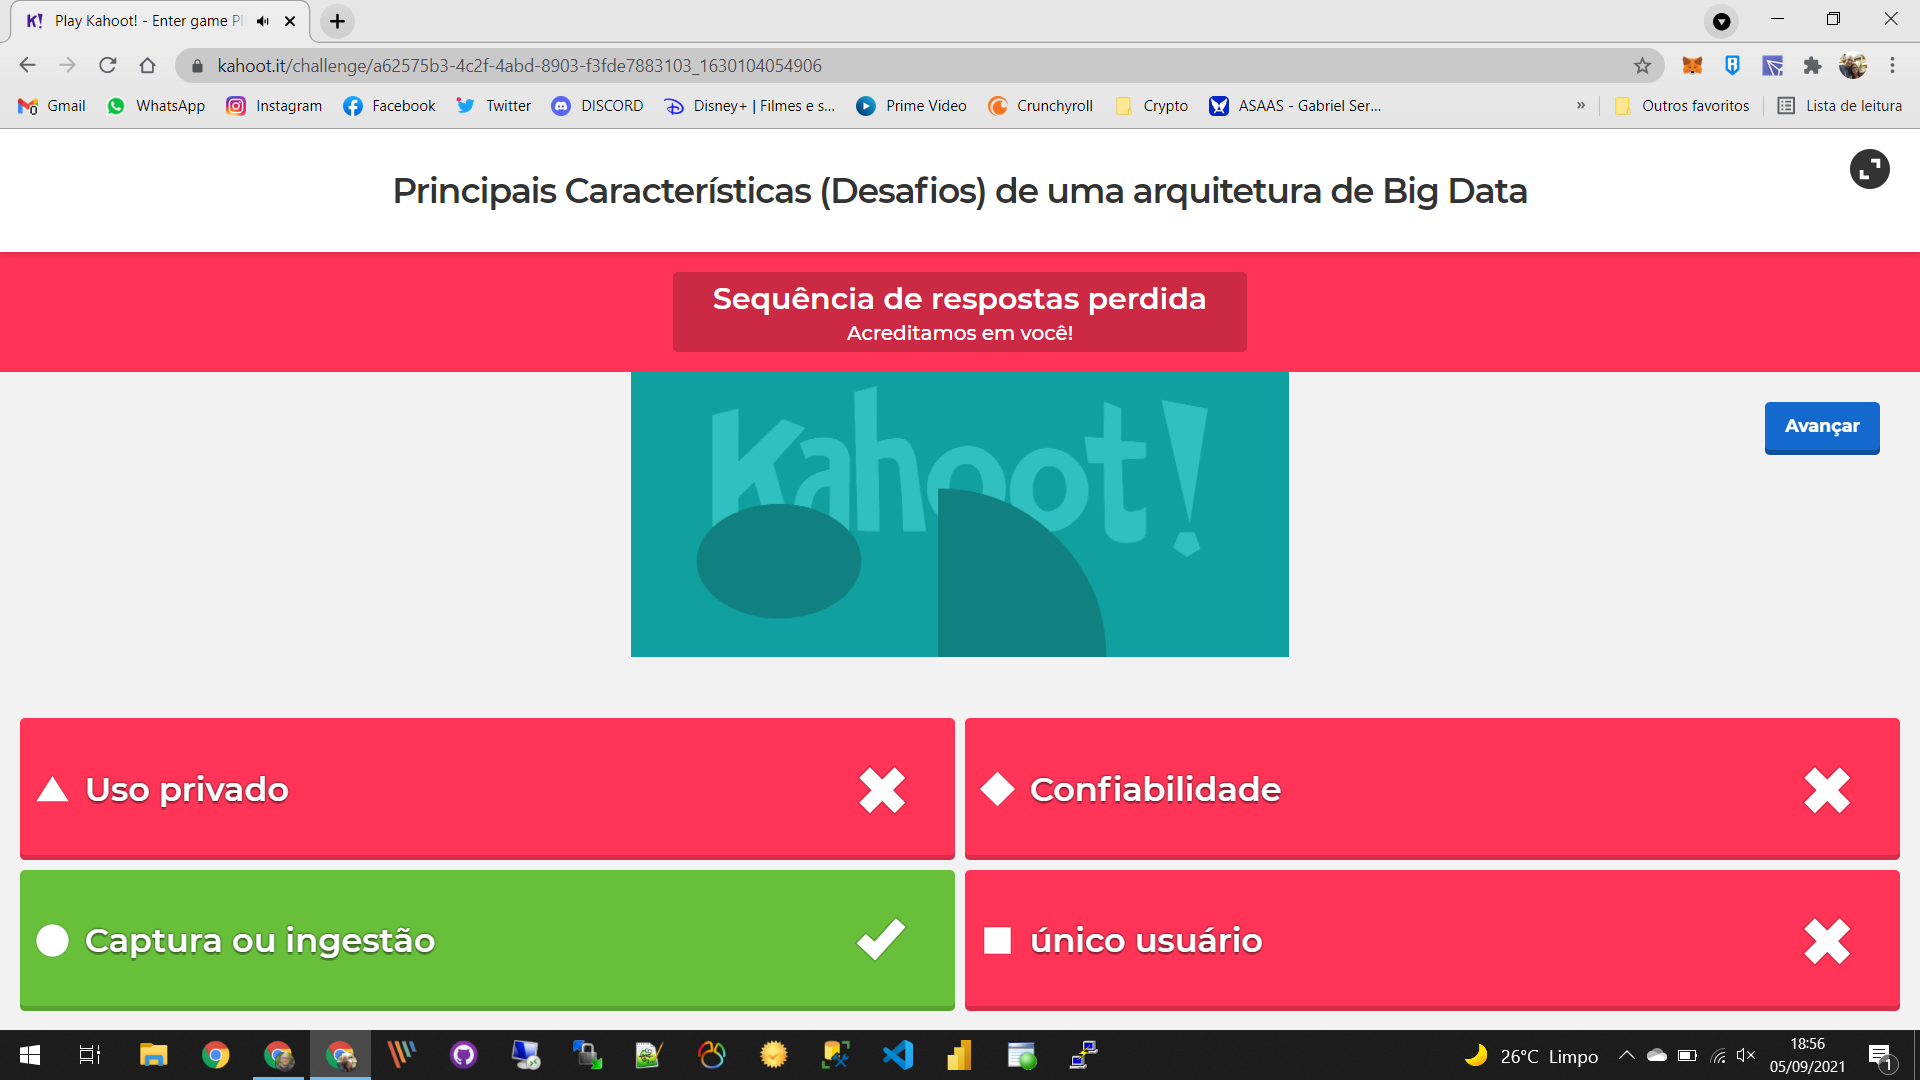 Play Kahoot! - Enter game P
kahoot.it/challenge/a62575b3-4c2f-4abd-8903-f3fde7883103_1630104054906
Gmail WhatsApp Instagram Facebook Twitter DISCORD Disney+ | Filmes e s... Prime Video Crunchyroll Crypto ASAAS - Gabriel Ser... » Outros favoritos Lista de leitura
Principais Características (Desafios) de uma arquitetura de Big Data
Sequência de respostas perdida
Acreditamos em você!
Kahoot!
Avançar
Uso privado
Confiabilidade
Captura ou ingestão
único usuário
26°C Limpo
18:56
05/09/2021
1